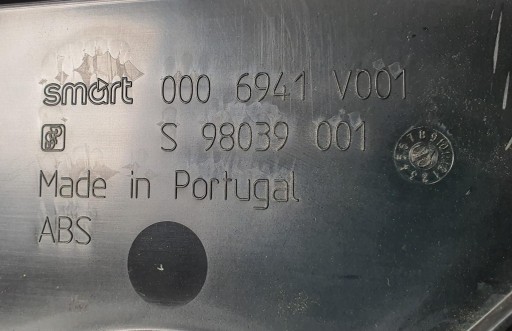 smart 000 6941 V001
S 98039 001
Made in Portugal
ABS